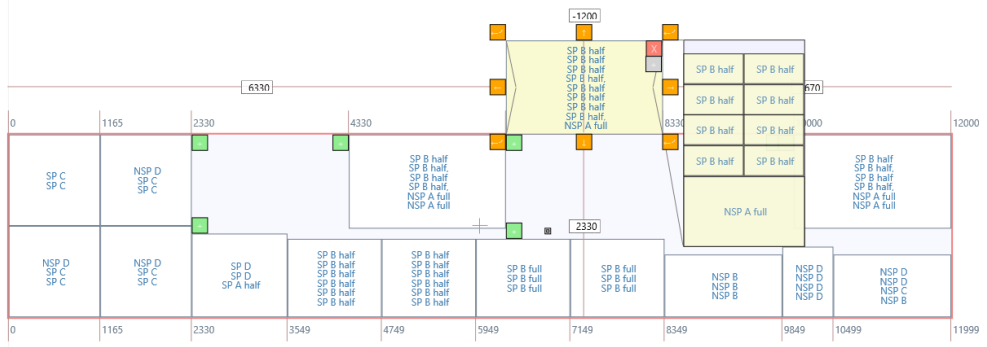 -1200
SP B half
SP B half
SP B half
SP B half,
SP B half
SP B half
SP B half
SP B half,
NSP A full
X
SP B half
SP B half
SP B half
SP B half
SP B half
SP B half
SP B half
SP B half
NSP A full
6330
670
0
1165
2330
4330
8330
12000
SP C
SP C
NSP D
SP C
SP C
SP B half
SP B half,
SP B half
SP B half,
NSP A full
NSP A full
SP B half
SP B half,
SP B half
SP B half,
NSP A full
NSP A full
2330
NSP D
SP C
SP C
NSP D
SP C
SP C
SP D
SP D
SP A half
SP B half
SP B half
SP B half
SP B half
SP B half
SP B half
SP B half
SP B half
SP B half
SP B half
SP B half
SP B half
SP B full
SP B full
SP B full
SP B full
SP B full
SP B full
NSP B
NSP B
NSP B
NSP D
NSP D
NSP D
NSP D
NSP D
NSP C
NSP B
0
1165
2330
3549
4749
5949
7149
8349
9849
10499
11999